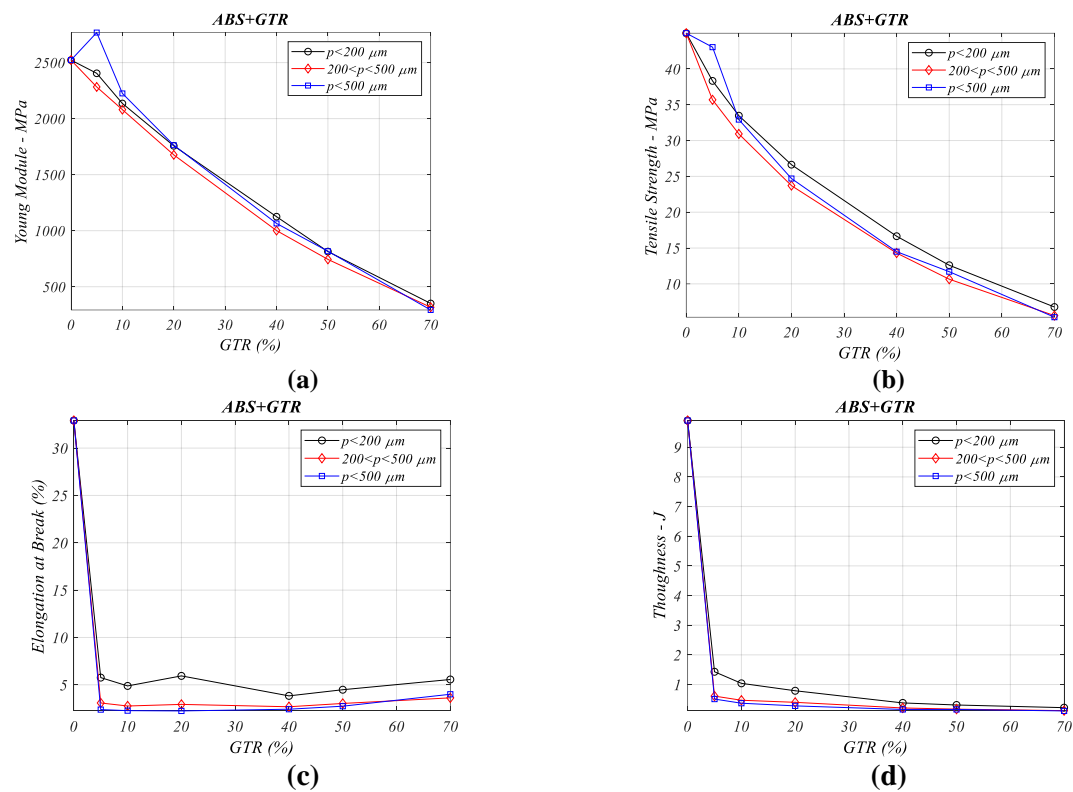 ABS+GTR
p<200 μm
200<p<500 μm
p<500 μm
Young Module - MPa
2500
2000
1500
1000
500
0 10 20 30 40 50 60 70
GTR (%)
(a)
ABS+GTR
p<200 μm
200<p<500 μm
p<500 μm
Tensile Strength - MPa
40
35
30
25
20
15
10
0 10 20 30 40 50 60 70
GTR (%)
(b)
ABS+GTR
p<200 μm
200<p<500 μm
p<500 μm
Elongation at Break (%)
30
25
20
15
10
5
0 10 20 30 40 50 60 70
GTR (%)
(c)
ABS+GTR
p<200 μm
200<p<500 μm
p<500 μm
Thoughness - J
9
8
7
6
5
4
3
2
1
0 10 20 30 40 50 60 70
GTR (%)
(d)